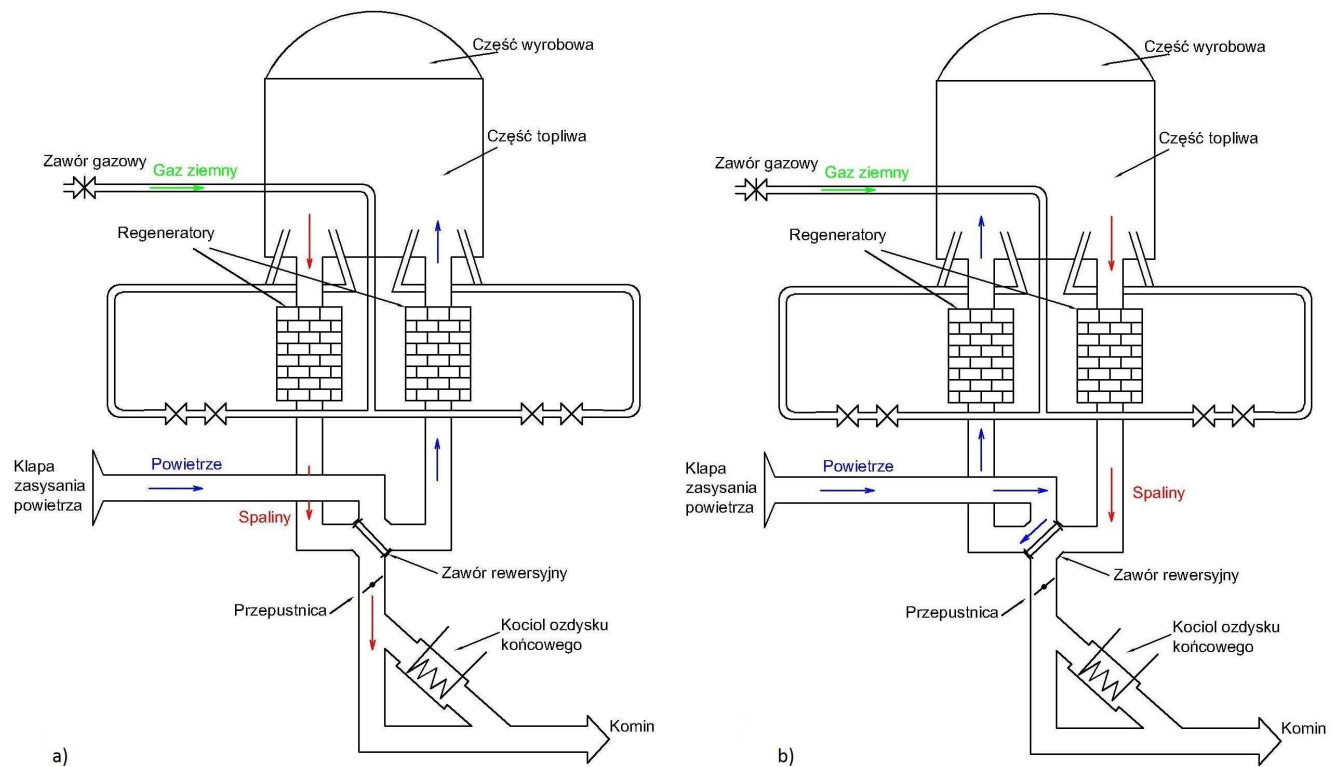 Część wyrobowa
Część topliwa
Zawór gazowy
Gaz ziemny
Regeneratory
Klapa
zasysania
powietrza
Powietrze
Spaliny
Zawór rewersyjny
Przepustnica
Kociol ozdysku
końcowego
Komin
a)
Część wyrobowa
Część topliwa
Zawór gazowy
Gaz ziemny
Regeneratory
Klapa
zasysania
powietrza
Powietrze
Spaliny
Zawór rewersyjny
Przepustnica
Kociol ozdysku
końcowego
Komin
b)